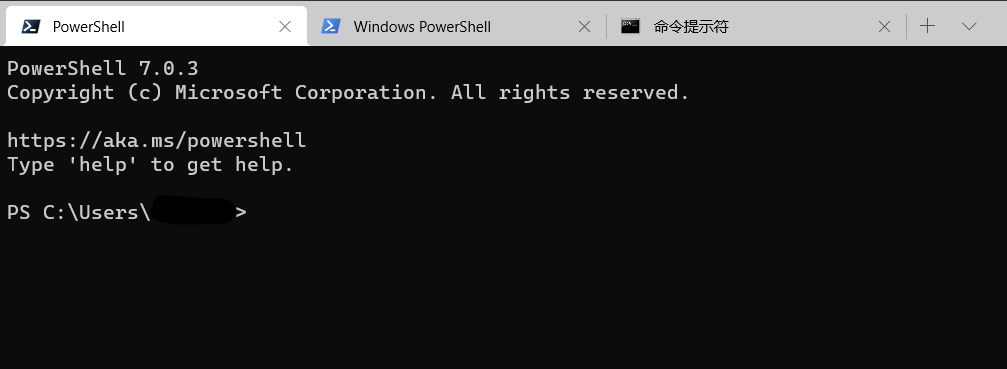 PowerShell
Windows PowerShell
命令提示符
PowerShell 7.0.3
Copyright (c) Microsoft Corporation. All rights reserved.
https://aka.ms/powershell
Type 'help' to get help.
PS C:\Users\ >